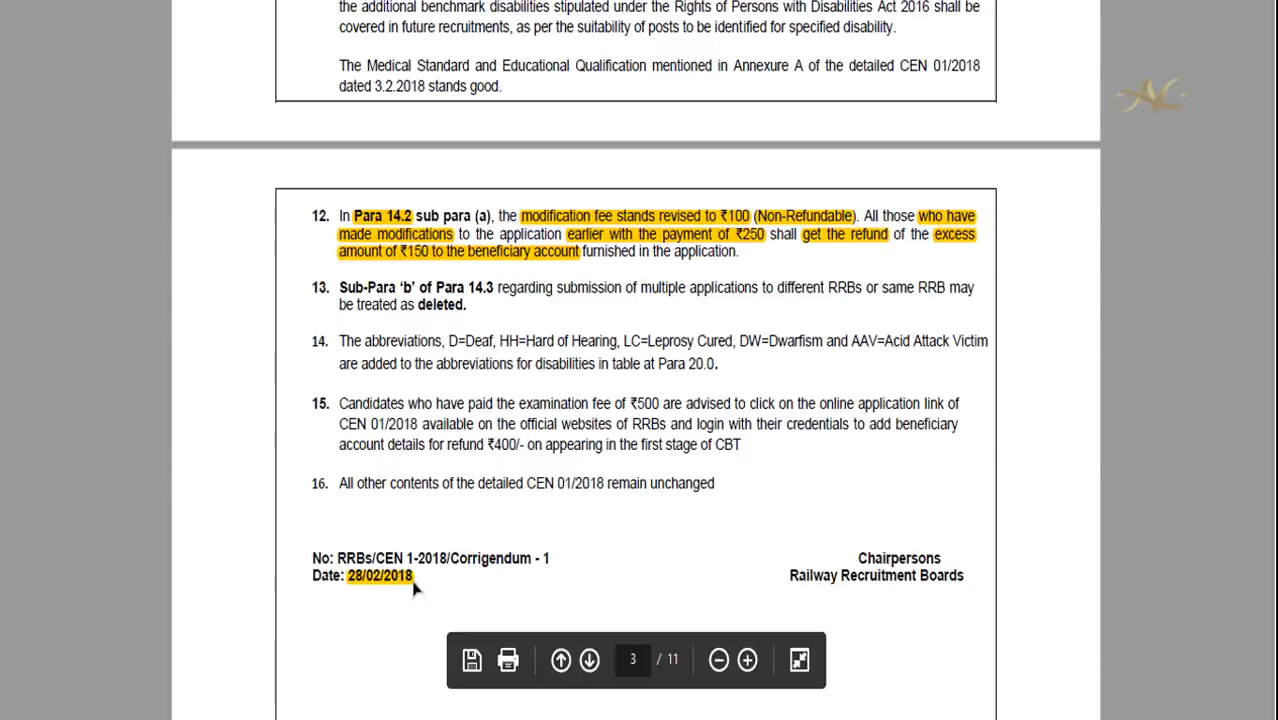 the additional benchmark disabilities stipulated under the Rights of Persons with Disabilities Act 2016 shall be
covered in future recruitments, as per the suitability of posts to be identified for specified disability.
The Medical Standard and Educational Qualification mentioned in Annexure A of the detailed CEN 01/2018
dated 3.2.2018 stands good.
AC
12. In Para 14.2 sub para (a), the modification fee stands revised to ₹100 (Non-Refundable). All those who have
made modifications to the application earlier with the payment of ₹250 shall get the refund of the excess
amount of ₹150 to the beneficiary account furnished in the application.
13. Sub-Para ‘b’ of Para 14.3 regarding submission of multiple applications to different RRBs or same RRB may
be treated as deleted.
14. The abbreviations, D=Deaf, HH=Hard of Hearing, LC=Leprosy Cured, DW=Dwarfism and AAV=Acid Attack Victim
are added to the abbreviations for disabilities in table at Para 20.0.
15. Candidates who have paid the examination fee of ₹500 are advised to click on the online application link of
CEN 01/2018 available on the official websites of RRBs and login with their credentials to add beneficiary
account details for refund ₹400/- on appearing in the first stage of CBT
16. All other contents of the detailed CEN 01/2018 remain unchanged
No: RRBs/CEN 1-2018/Corrigendum - 1 Chairpersons
Date: 28/02/2018 Railway Recruitment Boards
3 / 11